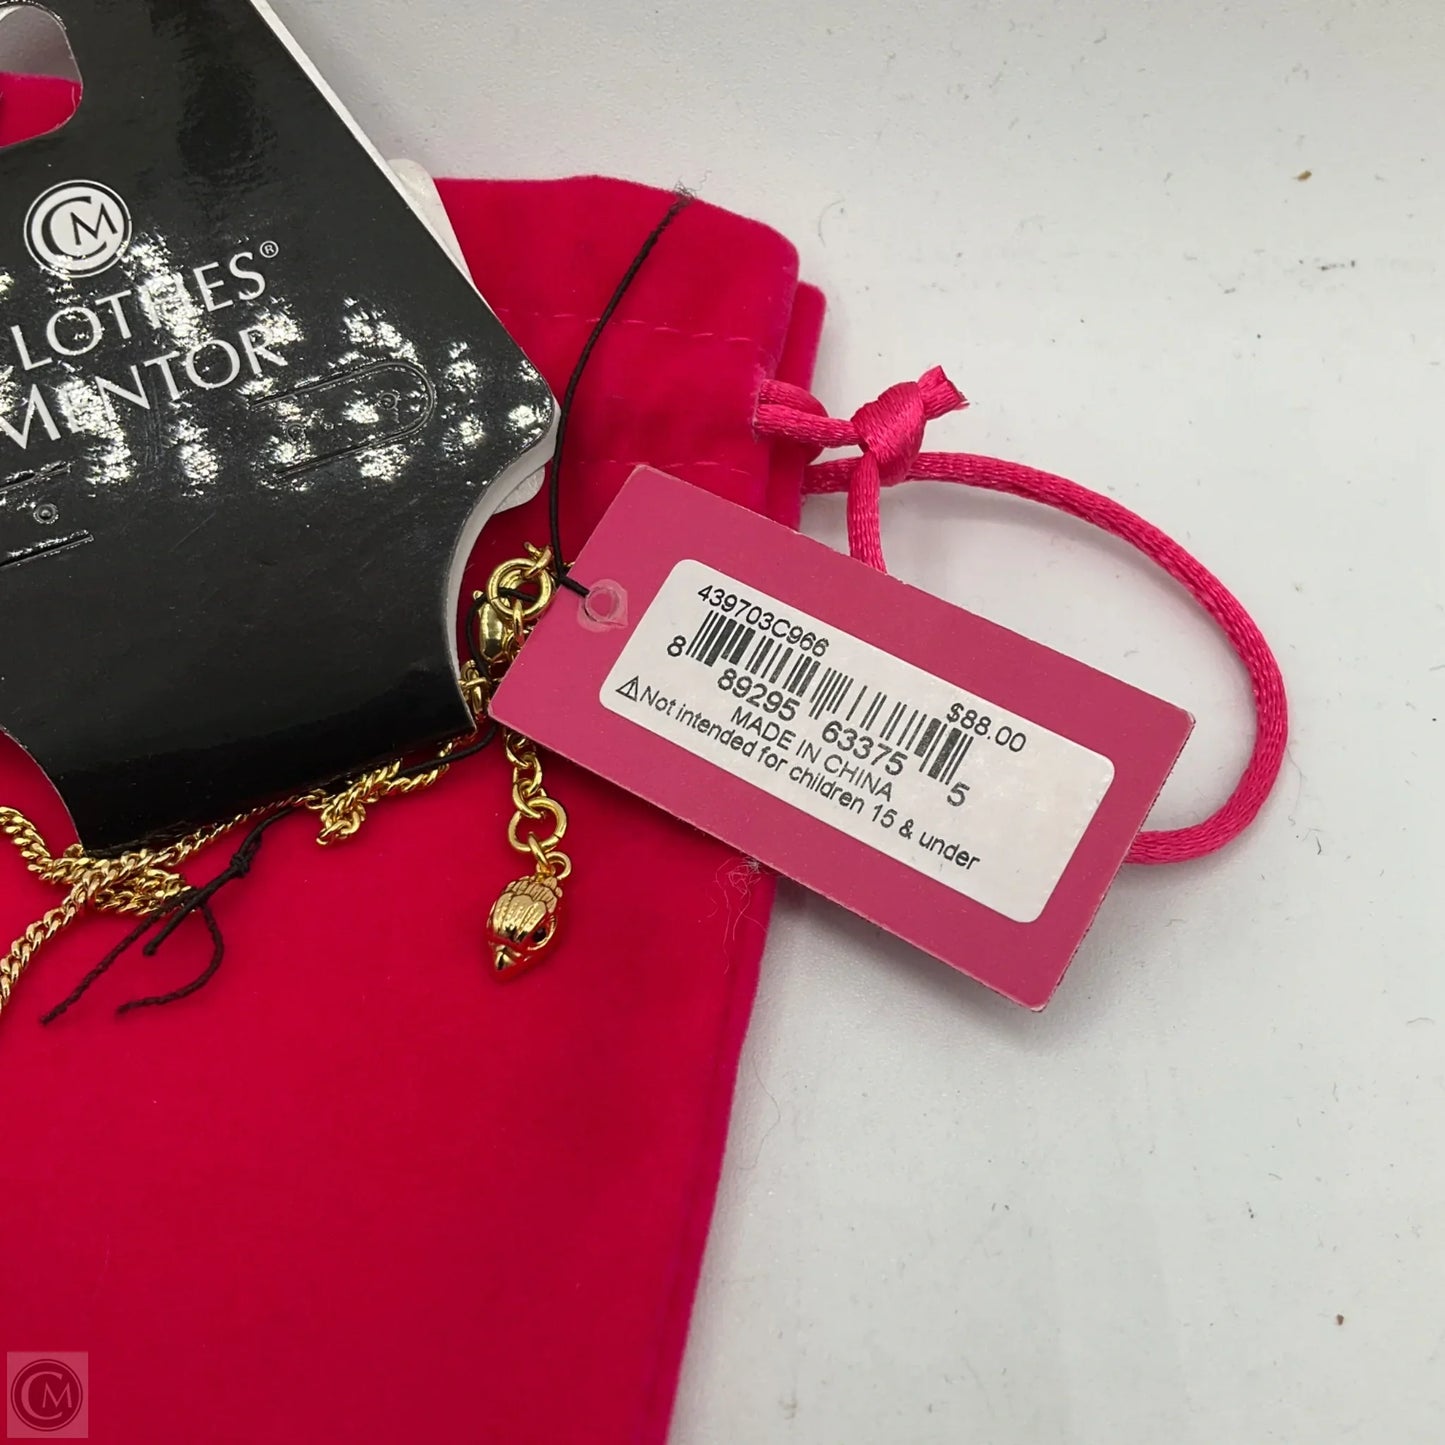 CM
CLOTHES®
MENTOR
439703C966
$88.00
8 89295 63375 5
MADE IN CHINA
⚠Not intended for children 15 & under
CM